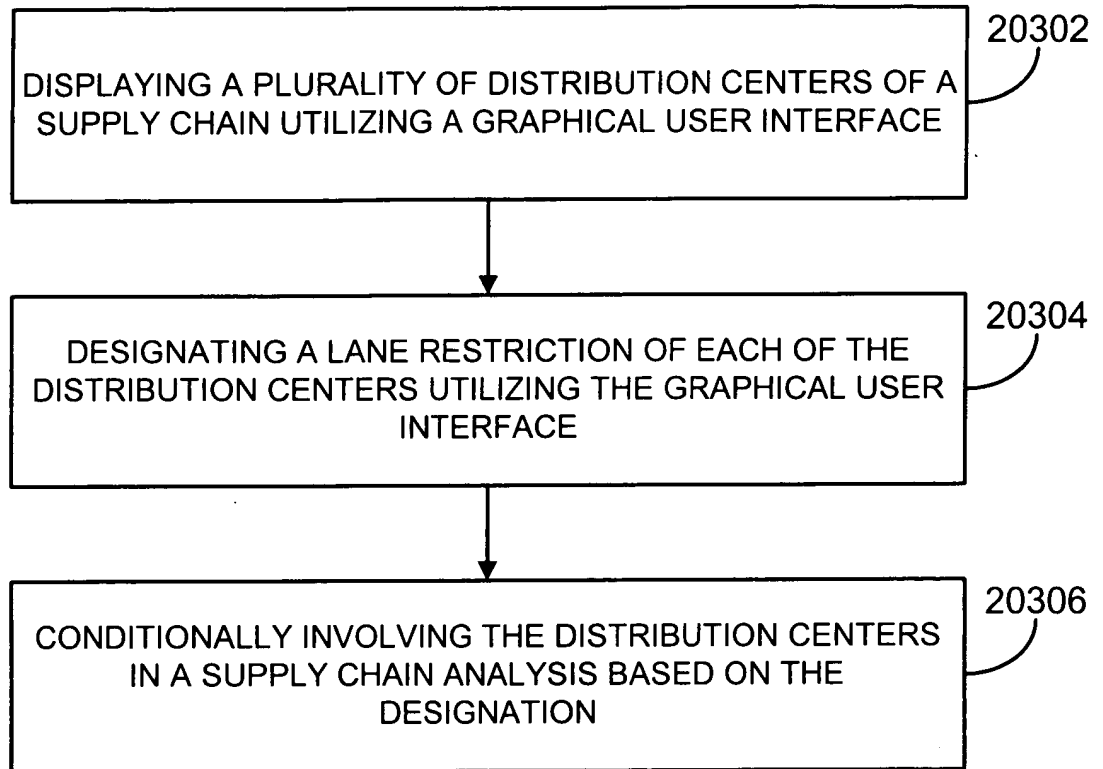 20302
DISPLAYING A PLURALITY OF DISTRIBUTION CENTERS OF A
SUPPLY CHAIN UTILIZING A GRAPHICAL USER INTERFACE
20304
DESIGNATING A LANE RESTRICTION OF EACH OF THE
DISTRIBUTION CENTERS UTILIZING THE GRAPHICAL USER
INTERFACE
20306
CONDITIONALLY INVOLVING THE DISTRIBUTION CENTERS
IN A SUPPLY CHAIN ANALYSIS BASED ON THE
DESIGNATION